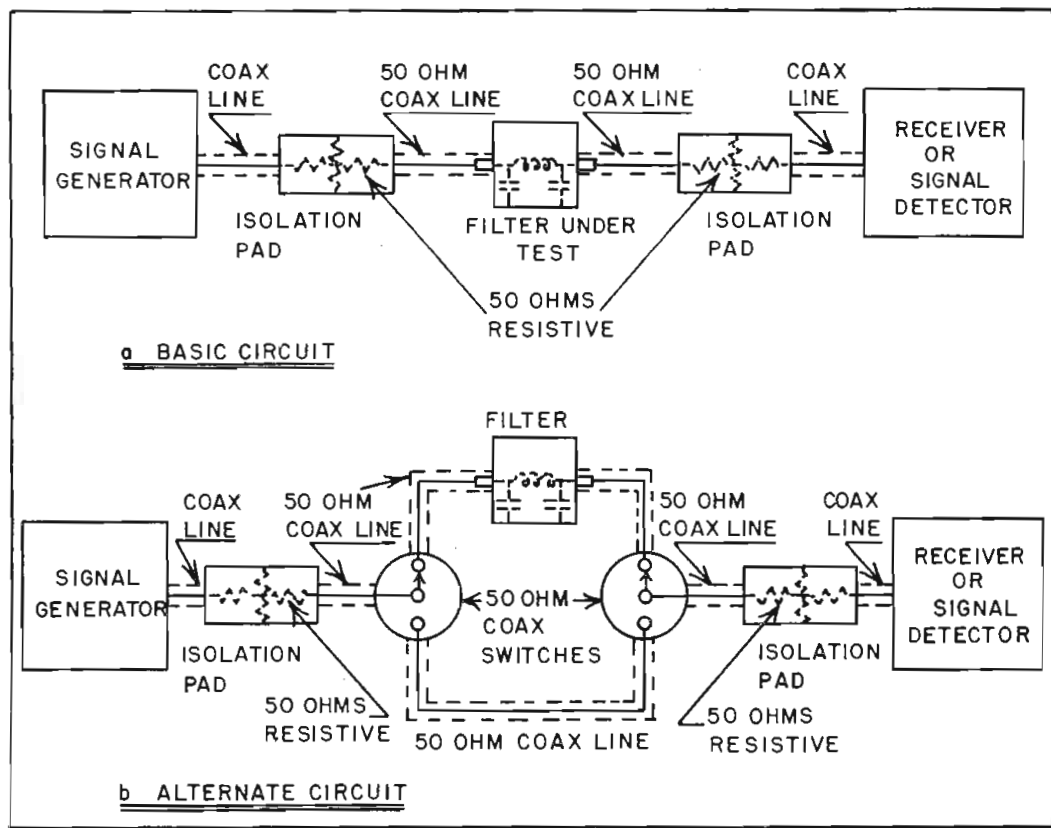 COAX
LINE
50 OHM
COAX LINE
50 OHM
COAX LINE
COAX
LINE
SIGNAL
GENERATOR
ISOLATION
PAD
FILTER UNDER
TEST
ISOLATION
PAD
RECEIVER
OR
SIGNAL
DETECTOR
50 OHMS
RESISTIVE
a BASIC CIRCUIT
FILTER
COAX
LINE
50 OHM
COAX LINE
50 OHM
COAX LINE
COAX
LINE
SIGNAL
GENERATOR
ISOLATION
PAD
50 OHM
COAX
SWITCHES
ISOLATION
PAD
RECEIVER
OR
SIGNAL
DETECTOR
50 OHMS
RESISTIVE
50 OHM COAX LINE
50 OHMS
RESISTIVE
b ALTERNATE CIRCUIT